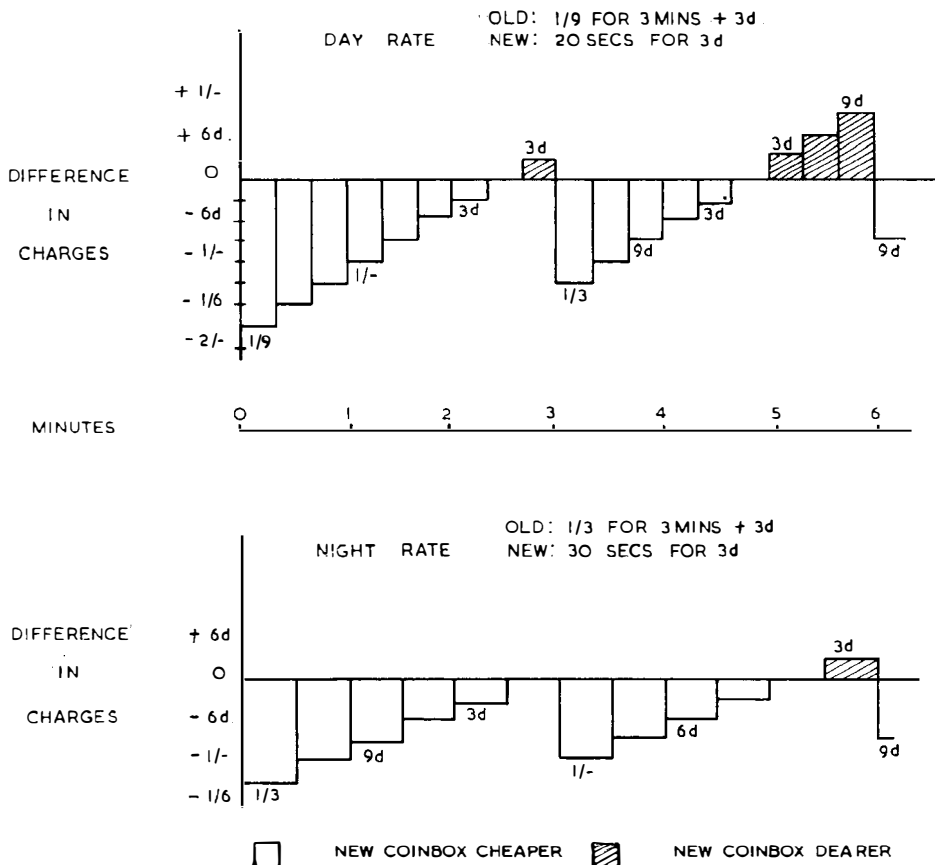 OLD: 1/9 FOR 3 MINS + 3d
DAY RATE NEW: 20 SECS FOR 3d
+ 1/-
9d
+ 6d.
3d 3d
DIFFERENCE 0
IN - 6d 3d 3d
9d
CHARGES - 1/- 1/- 9d
1/3
- 1/6
- 2/- 1/9
0 1 2 3 4 5 6
MINUTES
OLD: 1/3 FOR 3 MINS + 3d
NIGHT RATE NEW: 30 SECS FOR 3d
DIFFERENCE + 6d 3d
IN 0
CHARGES - 6d 3d 6d
- 1/- 9d 1/- 9d
- 1/6 1/3
NEW COINBOX CHEAPER NEW COINBOX DEARER